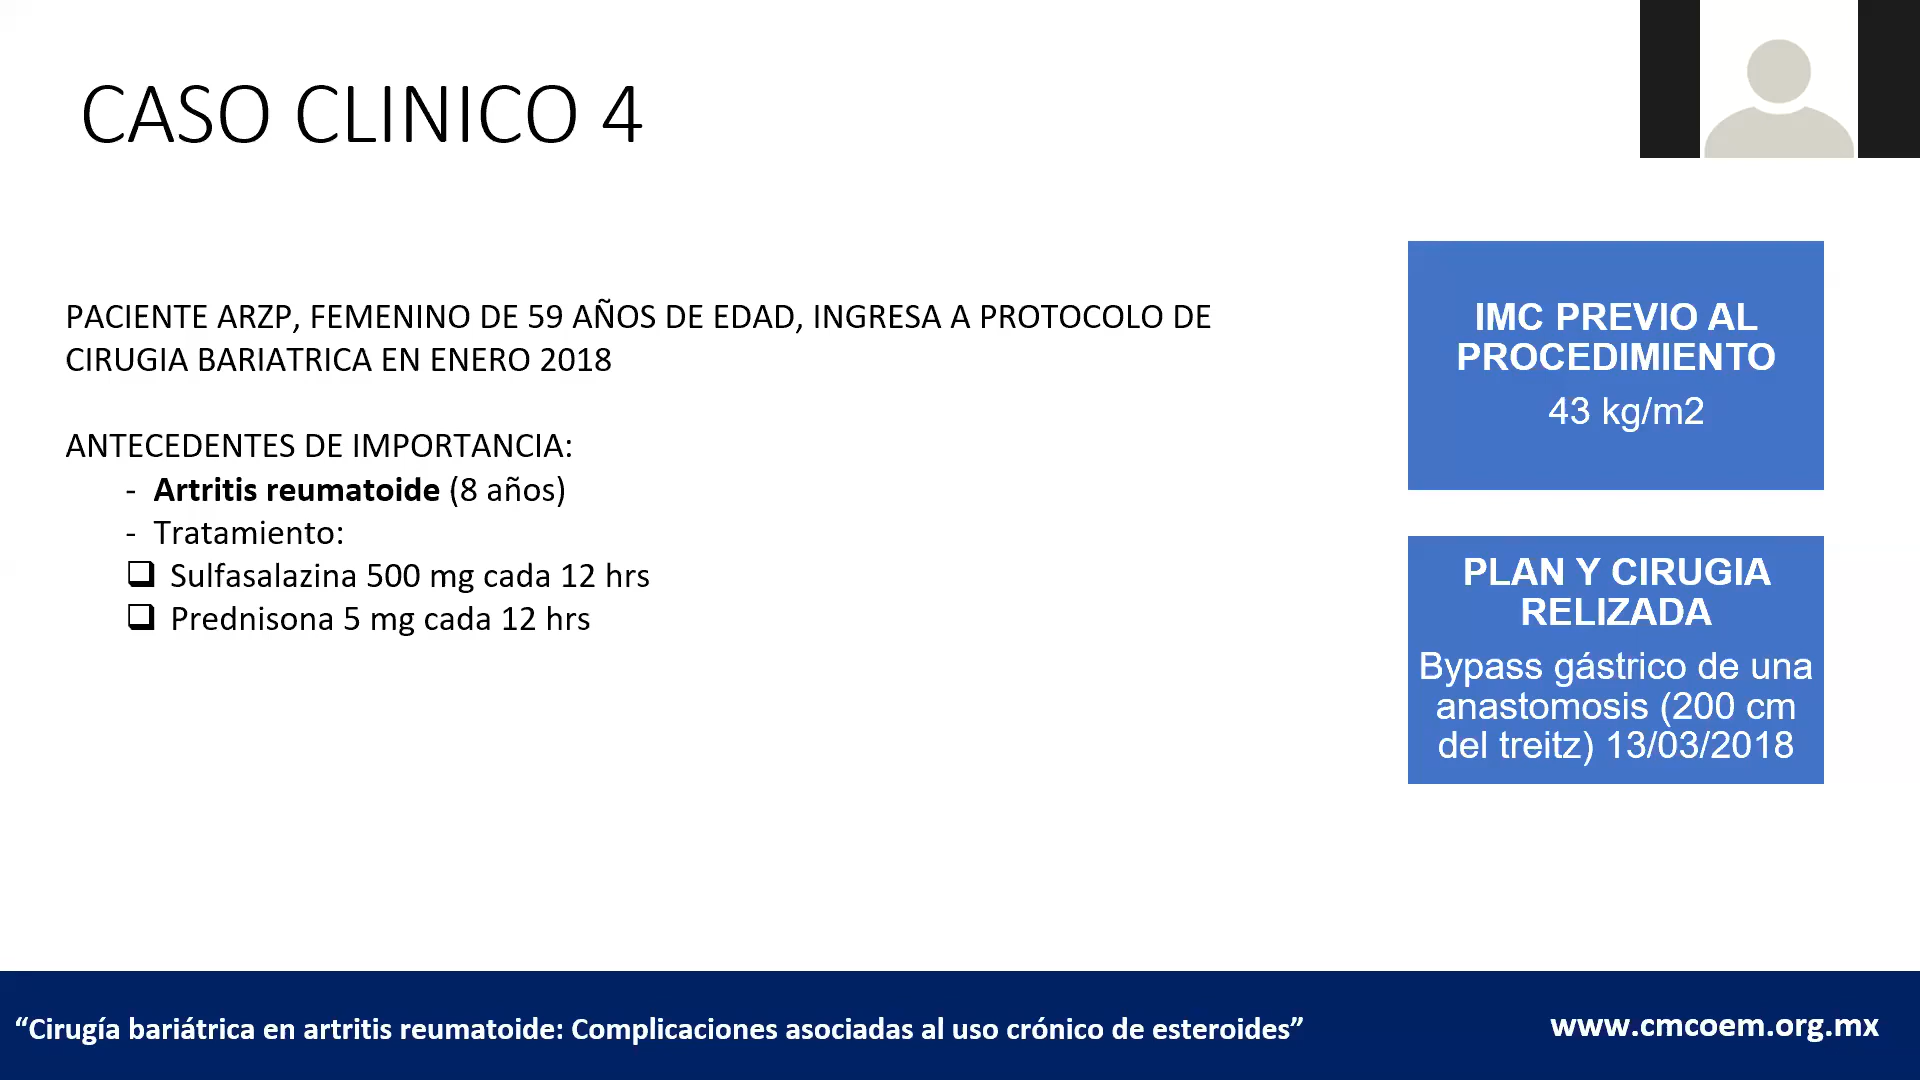 CASO CLINICO 4
PACIENTE ARZP, FEMENINO DE 59 AÑOS DE EDAD, INGRESA A PROTOCOLO DE
CIRUGIA BARIATRICA EN ENERO 2018
ANTECEDENTES DE IMPORTANCIA:
- Artritis reumatoide (8 años)
- Tratamiento:
❑ Sulfasalazina 500 mg cada 12 hrs
❑ Prednisona 5 mg cada 12 hrs
IMC PREVIO AL
PROCEDIMIENTO
43 kg/m2
PLAN Y CIRUGIA
RELIZADA
Bypass gástrico de una
anastomosis (200 cm
del treitz) 13/03/2018
“Cirugía bariátrica en artritis reumatoide: Complicaciones asociadas al uso crónico de esteroides”
www.cmcoem.org.mx